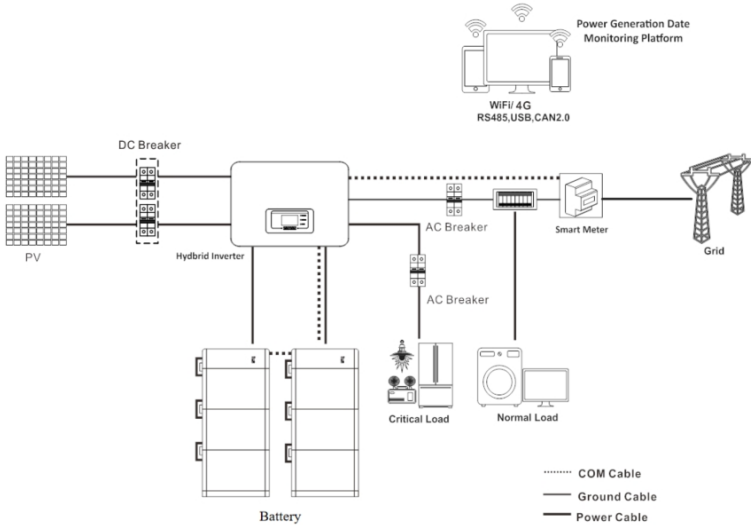 Power Generation Date
Monitoring Platform
WiFi/ 4G
RS485,USB,CAN2.0
DC Breaker
AC Breaker
Smart Meter
Grid
PV
Hydbrid Inverter
AC Breaker
Critical Load
Normal Load
COM Cable
Ground Cable
Power Cable
Battery